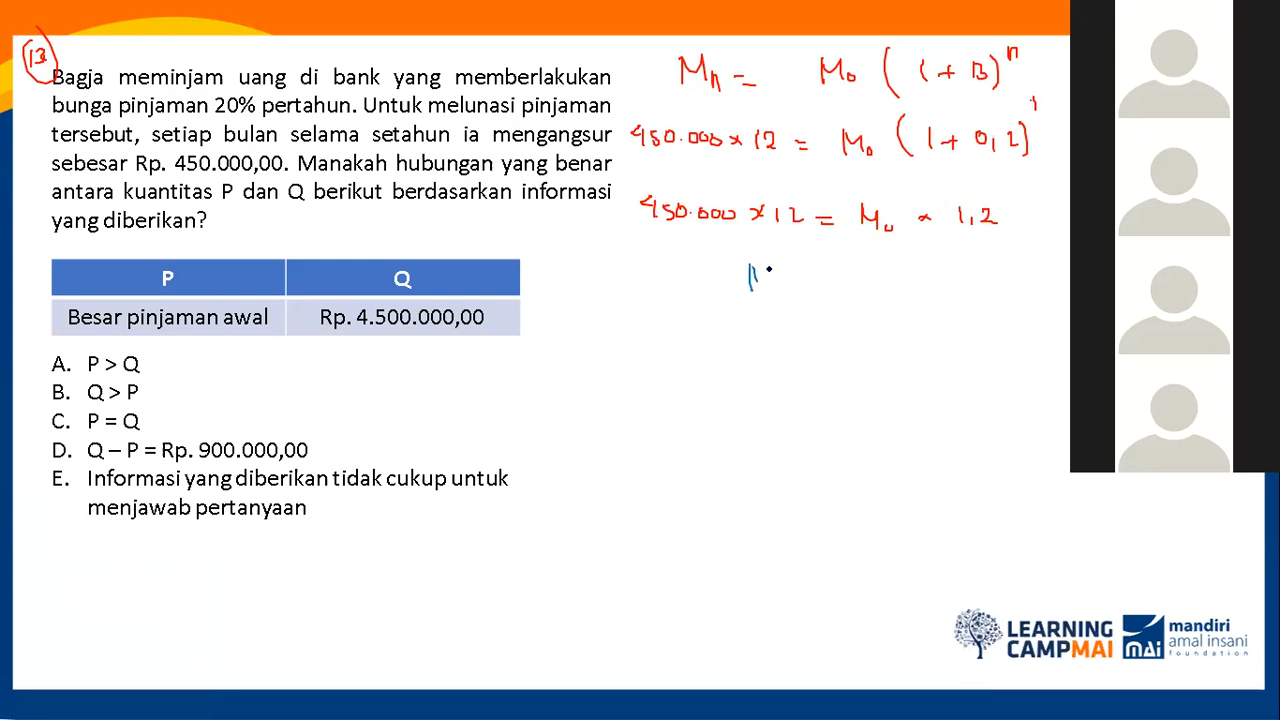 13
Bagja meminjam uang di bank yang memberlakukan
bunga pinjaman 20% pertahun. Untuk melunasi pinjaman
tersebut, setiap bulan selama setahun ia mengangsur
sebesar Rp. 450.000,00. Manakah hubungan yang benar
antara kuantitas P dan Q berikut berdasarkan informasi
yang diberikan?
P Q
Besar pinjaman awal Rp. 4.500.000,00
A. P > Q
B. Q > P
C. P = Q
D. Q – P = Rp. 900.000,00
E. Informasi yang diberikan tidak cukup untuk
menjawab pertanyaan
Mn = M0 (1 + B)^n
450.000 x 12 = M0 (1 + 0,2)^1
450.000 x 12 = M0 x 1,2
LEARNING
CAMPMAI
MAi
mandiri
amal insani
foundation